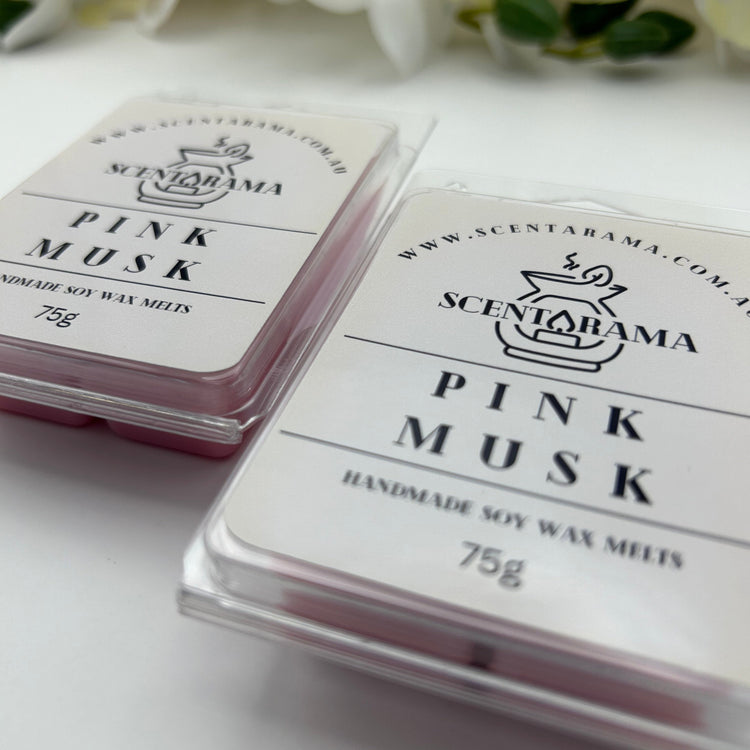 WWW.SCENTARAMA.COM.AU
SCENTARAMA
PINK
MUSK
HANDMADE SOY WAX MELTS
75g
WWW.SCENTARAMA.COM.AU
SCENTARAMA
PINK
MUSK
HANDMADE SOY WAX MELTS
75g